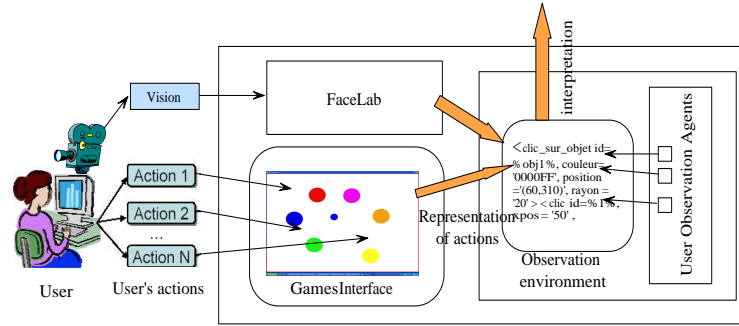 Vision
FaceLab
interpretation
Action 1
Action 2
...
Action N
User
User's actions
GamesInterface
Representation
of actions
<clic_sur_objet id=
%obj1%, couleur=
'0000FF', position
='(60,310)', rayon =
'20'><clic id=%1%,
xpos = '50' ,
Observation
environment
User Observation Agents